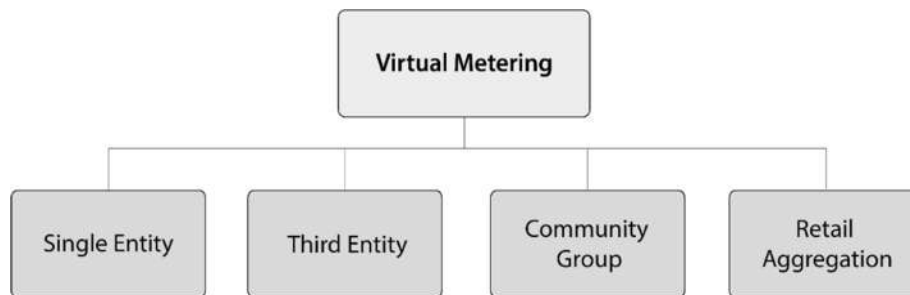 Virtual Metering
Single Entity
Third Entity
Community
Group
Retail
Aggregation